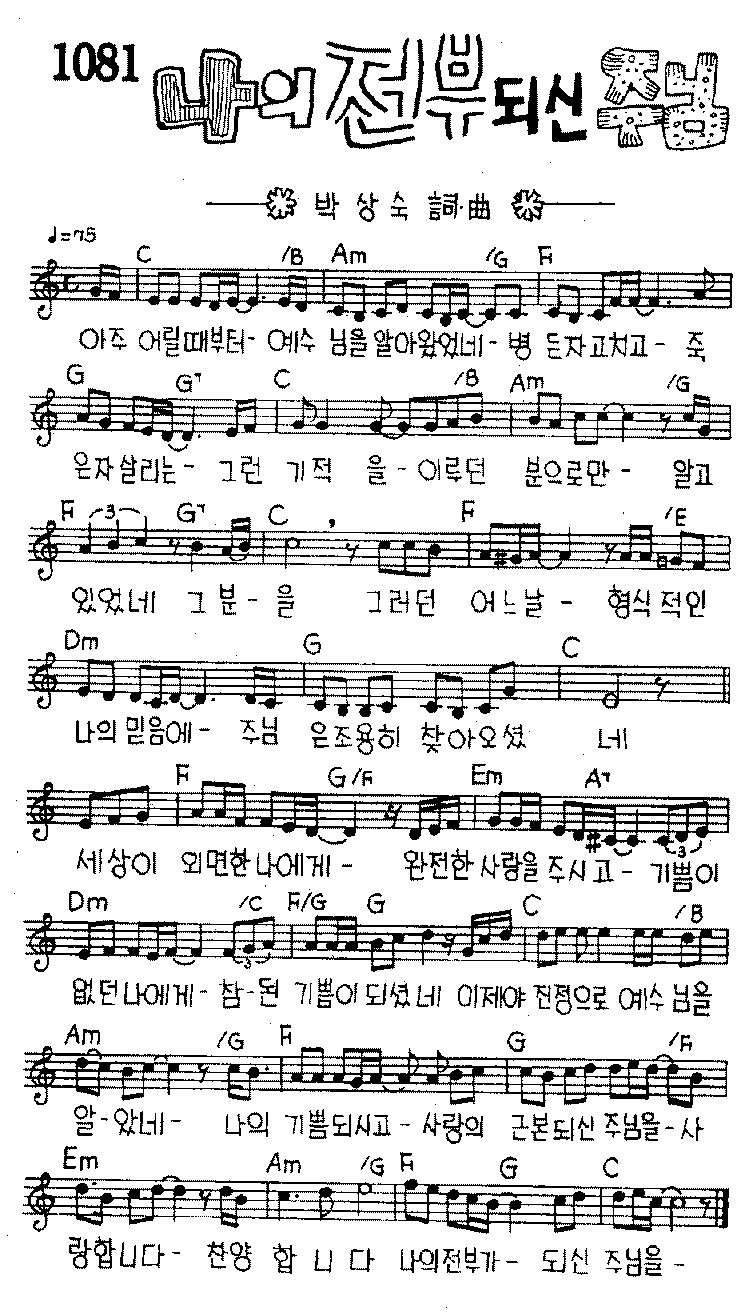 1081 나의 전부 되신 주님
박 상 숙 詞·曲
♩=75
C /B Am /G F
아주 어릴때부터- 예수 님을알아왔었네- 병 든자고치고- 죽
G G7 C /B Am /G
은자살리는- 그런 기적 을- 이루던 분으로만- 알고
F 3 G7 C F /E
있었네 그 분- 을 그러던 어느날- 형식적인
Dm G C
나의 믿음에- 주님 은조용히 찾아오셨 네
F G/F Em A7
세상이 외면한나에게- 완전한사랑을주시고- 기쁨이
3
Dm /C F/G G C /B
3
없던나에게- 참-된 기쁨이되셨네 이제야 진정으로 예수님을
Am /G F G /F
알-았네- 나의 기쁨되시고- 사랑의 근본되신 주님을-사
Em Am /G F G C
랑합니다- 찬양 합 니 다 나의전부가- 되신 주님을-